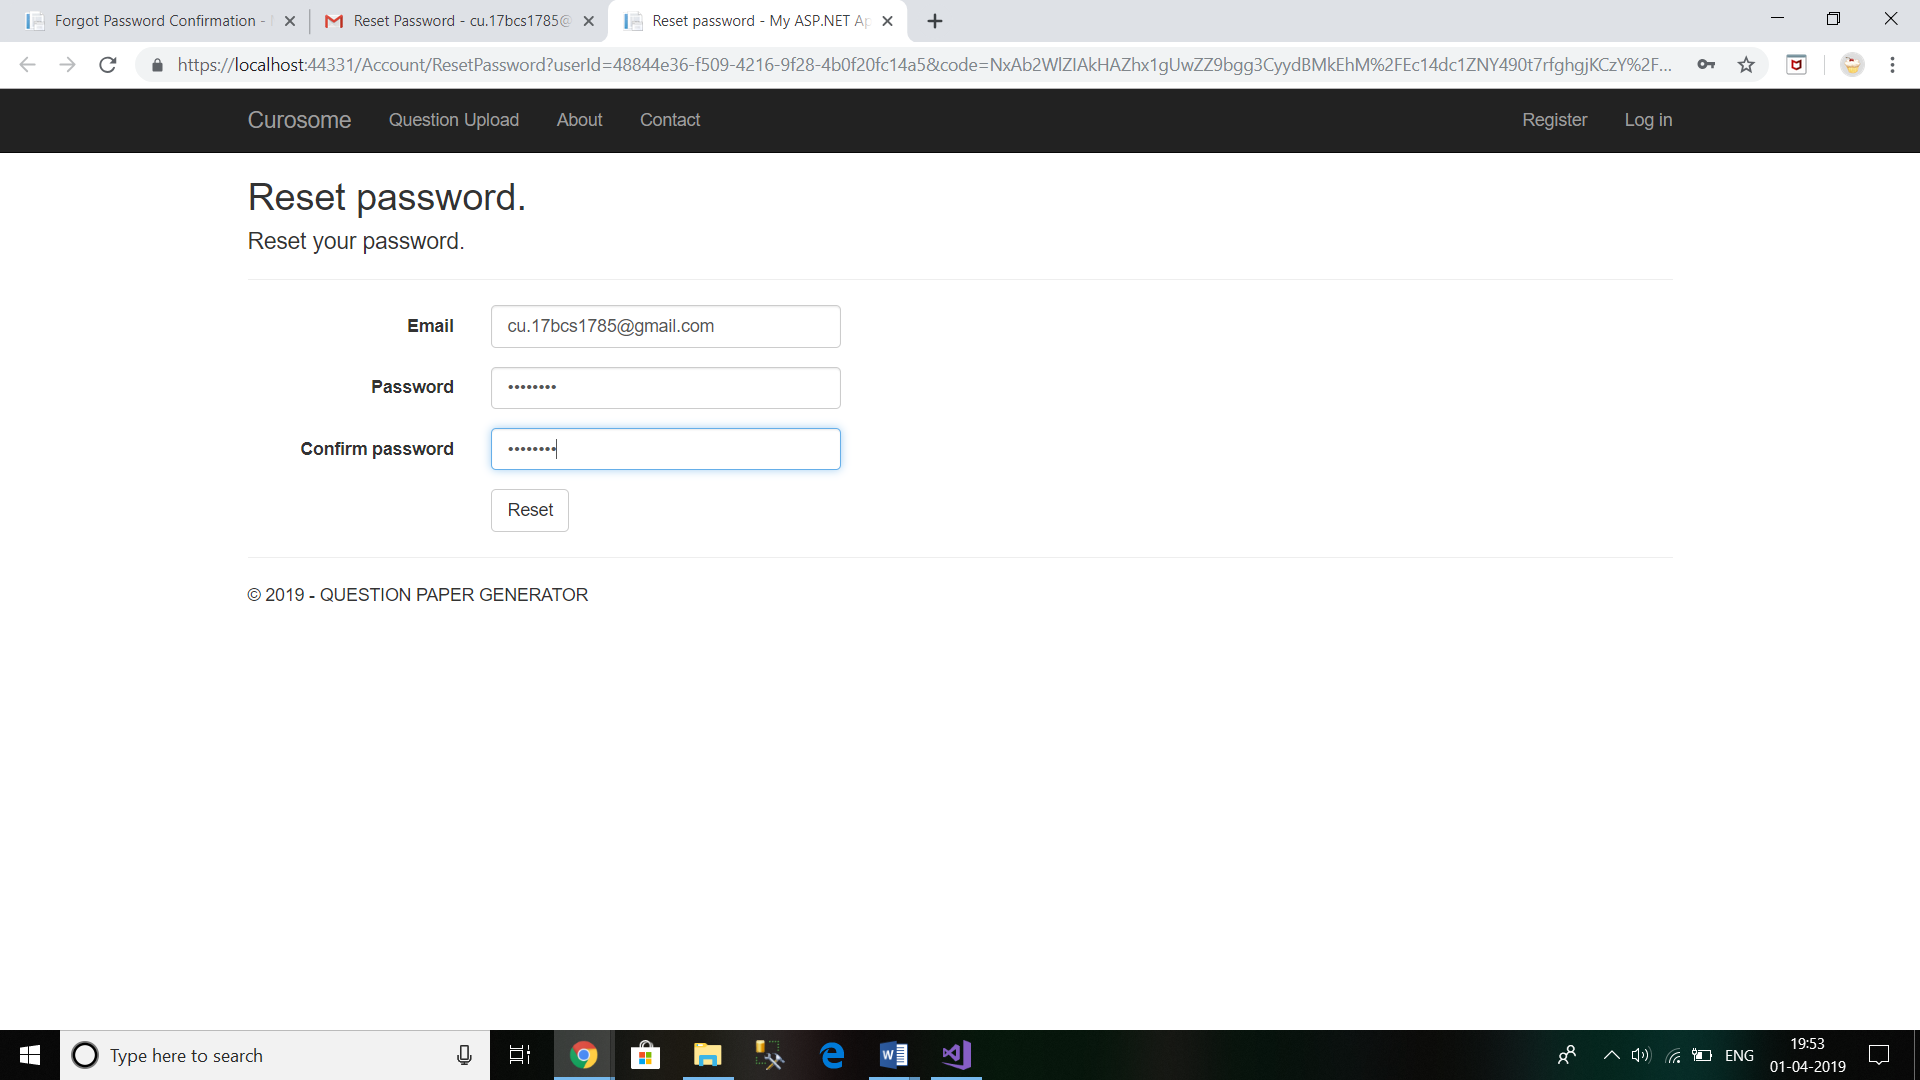 Forgot Password Confirmation -
Reset Password - cu.17bcs1785@
Reset password - My ASP.NET Ap
https://localhost:44331/Account/ResetPassword?userId=48844e36-f509-4216-9f28-4b0f20fc14a5&code=NxAb2WlZIAkHAZhx1gUwZZ9bgg3CyydBMkEhM%2FEc14dc1ZNY490t7rfghgjKCzY%2F...
Curosome Question Upload About Contact Register Log in
Reset password.
Reset your password.
Email cu.17bcs1785@gmail.com
Password ••••••••
Confirm password ••••••••
Reset
© 2019 - QUESTION PAPER GENERATOR
Type here to search
ENG
19:53
01-04-2019